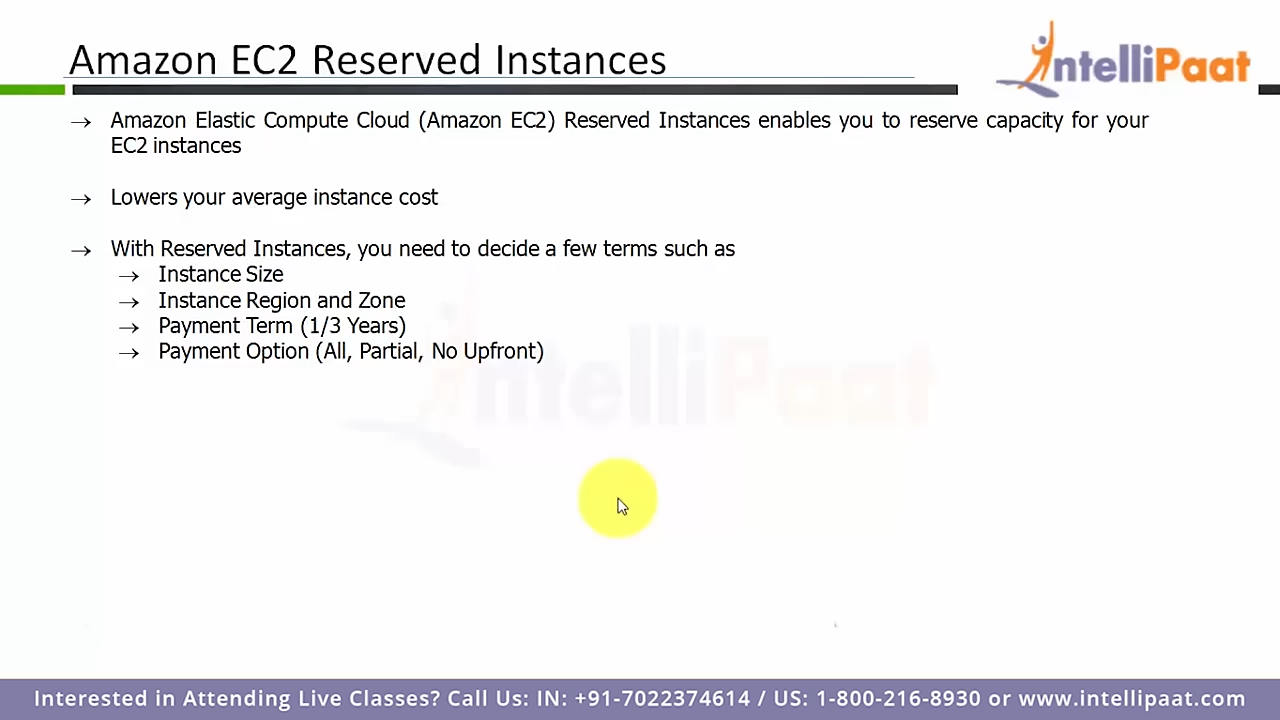 Amazon EC2 Reserved Instances
IntelliPaat
→ Amazon Elastic Compute Cloud (Amazon EC2) Reserved Instances enables you to reserve capacity for your
EC2 instances
→ Lowers your average instance cost
→ With Reserved Instances, you need to decide a few terms such as
→ Instance Size
→ Instance Region and Zone
→ Payment Term (1/3 Years)
→ Payment Option (All, Partial, No Upfront)
IntelliPaat
Interested in Attending Live Classes? Call Us: IN: +91-7022374614 / US: 1-800-216-8930 or www.intellipaat.com